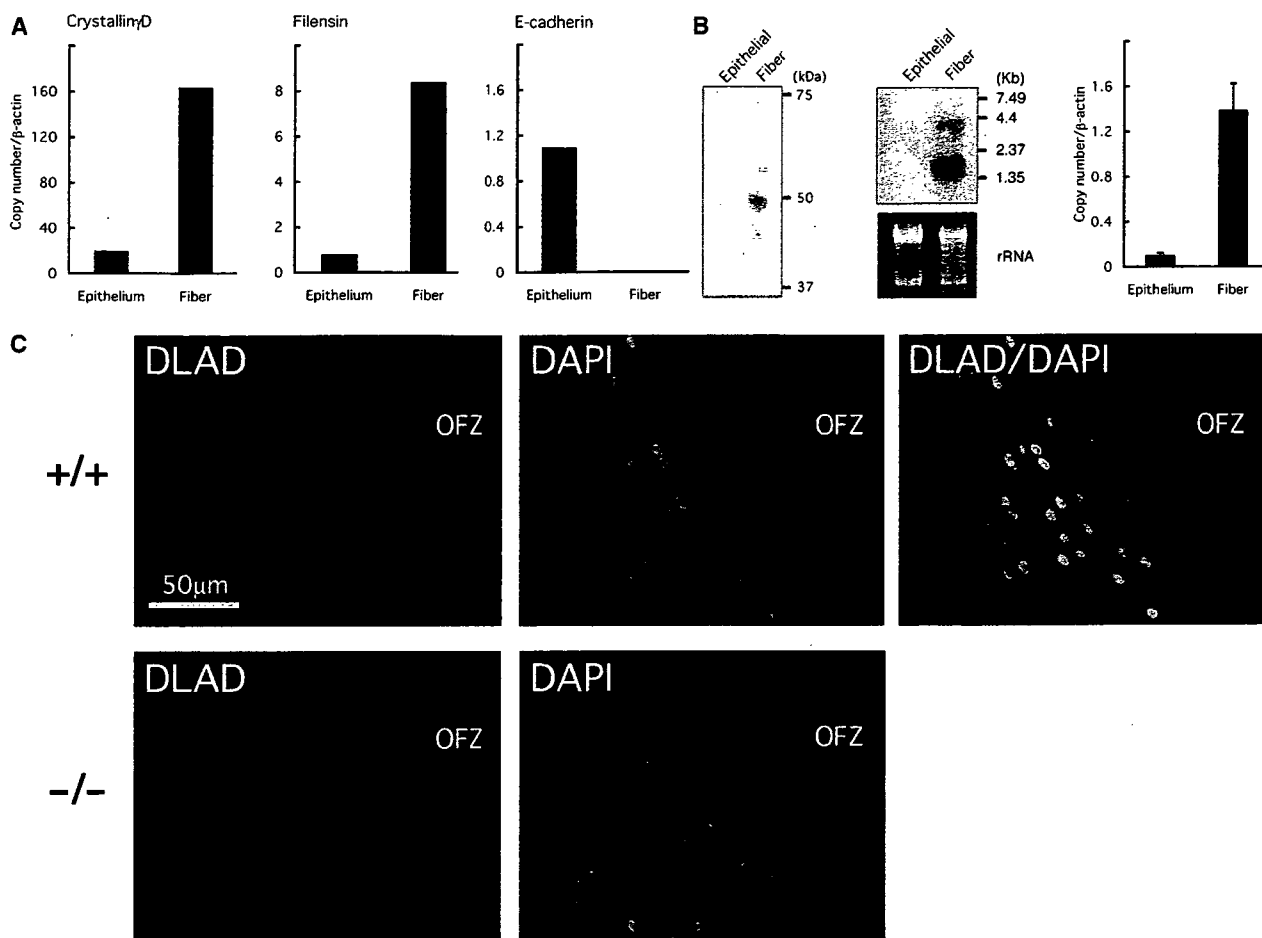 A
CrystallinγD
Copy number/β-actin
160
120
80
40
0
Epithelium Fiber
Filensin
8
6
4
2
0
Epithelium Fiber
E-cadherin
1.6
1.2
0.8
0.4
0
Epithelium Fiber
B
Epithelial
Fiber
(kDa)
75
50
37
Epithelial
Fiber
(Kb)
7.49
4.4
2.37
1.35
rRNA
Copy number/β-actin
1.6
1.2
0.4
0
Epithelium Fiber
C
+/+
DLAD
OFZ
50μm
DAPI
OFZ
DLAD/DAPI
OFZ
-/-
DLAD
OFZ
DAPI
OFZ